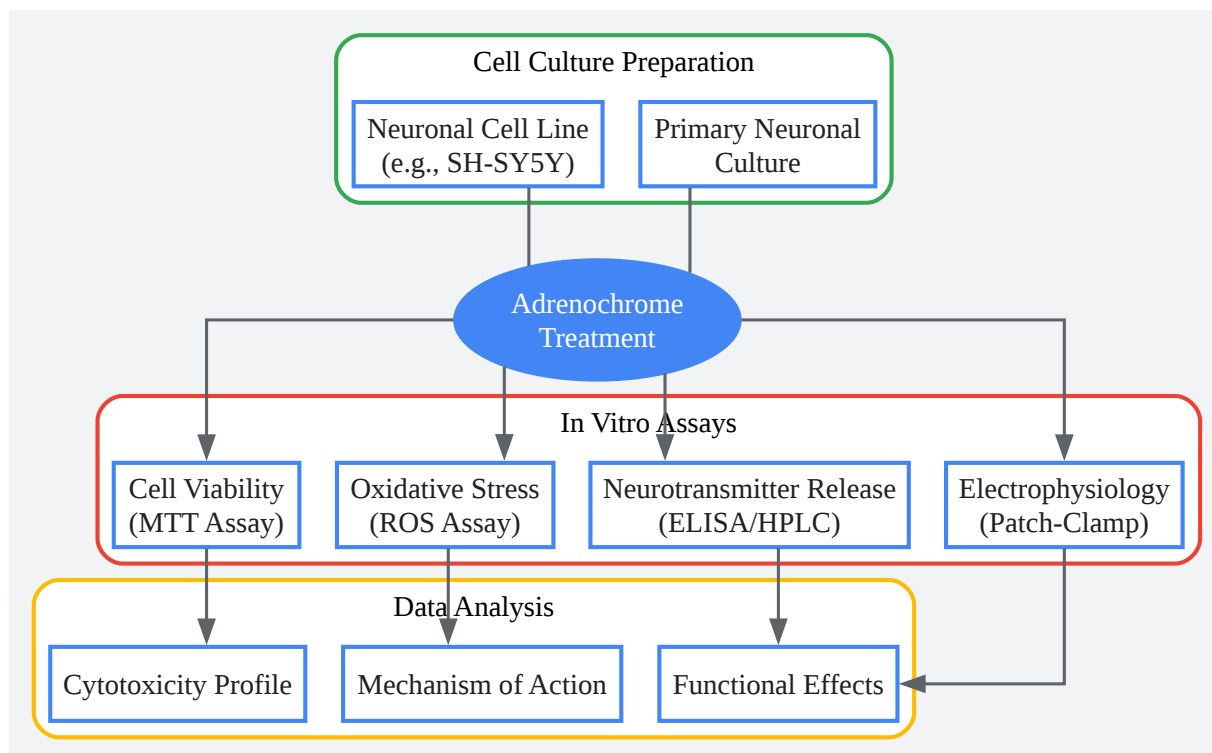 Cell Culture Preparation
Neuronal Cell Line
(e.g., SH-SY5Y)
Primary Neuronal
Culture
Adrenochrome
Treatment
In Vitro Assays
Cell Viability
(MTT Assay)
Oxidative Stress
(ROS Assay)
Neurotransmitter Release
(ELISA/HPLC)
Electrophysiology
(Patch-Clamp)
Data Analysis
Cytotoxicity Profile
Mechanism of Action
Functional Effects